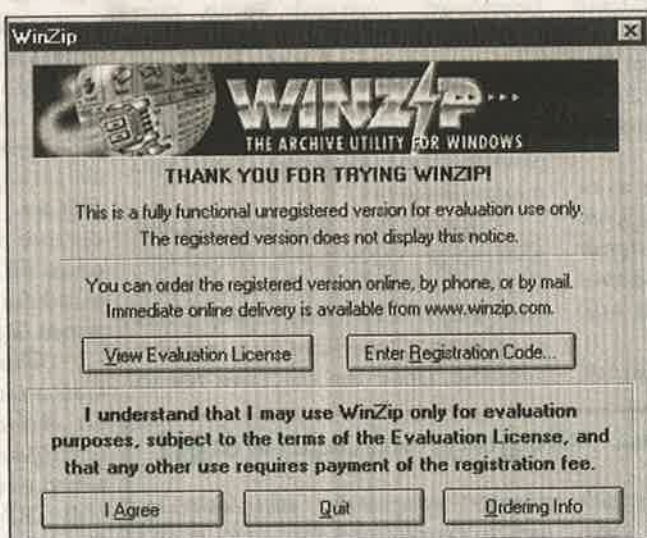 WinZip
WINZIP
THE ARCHIVE UTILITY FOR WINDOWS
THANK YOU FOR TRYING WINZIP!
This is a fully functional unregistered version for evaluation use only.
The registered version does not display this notice.
You can order the registered version online, by phone, or by mail.
Immediate online delivery is available from www.winzip.com.
View Evaluation License
Enter Registration Code...
I understand that I may use WinZip only for evaluation
purposes, subject to the terms of the Evaluation License, and
that any other use requires payment of the registration fee.
I Agree
Quit
Ordering Info